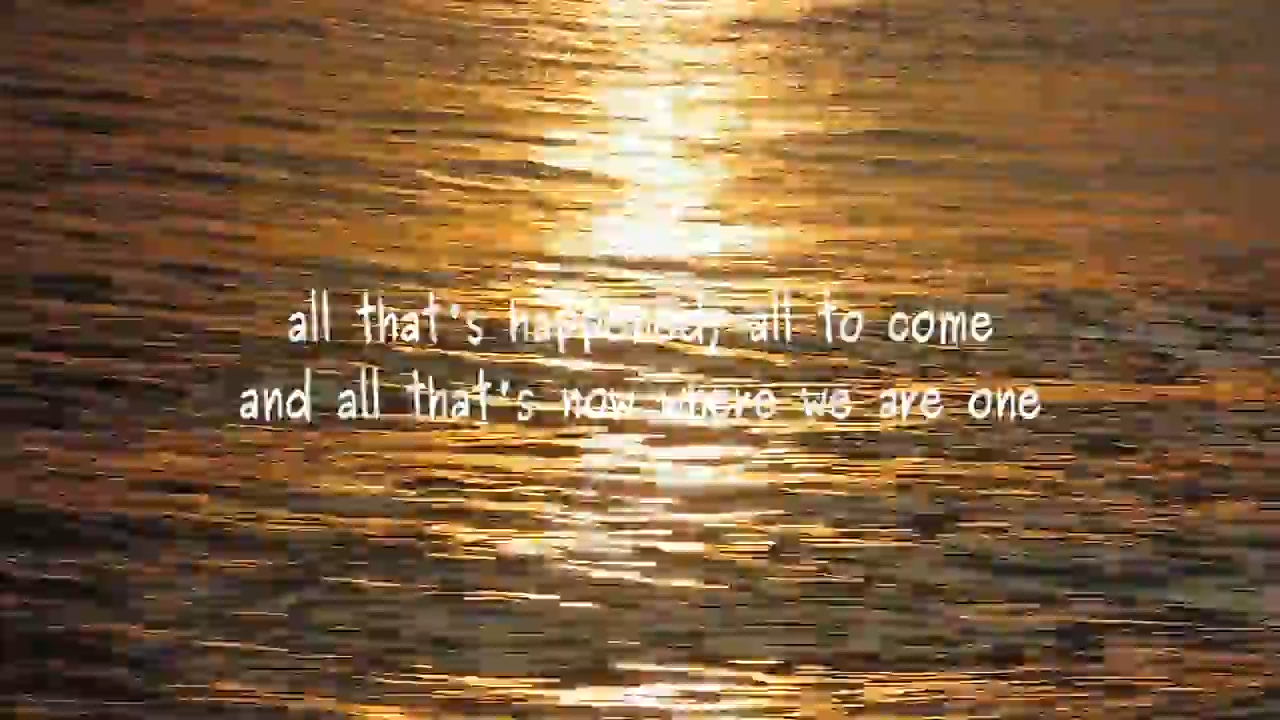 all that's happened, all to come
and all that's now where we are one